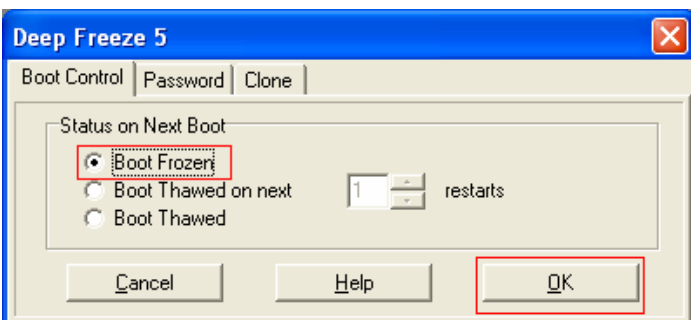 Deep Freeze 5
Boot Control Password Clone
Status on Next Boot
Boot Frozen
Boot Thawed on next 1 restarts
Boot Thawed
Cancel Help OK